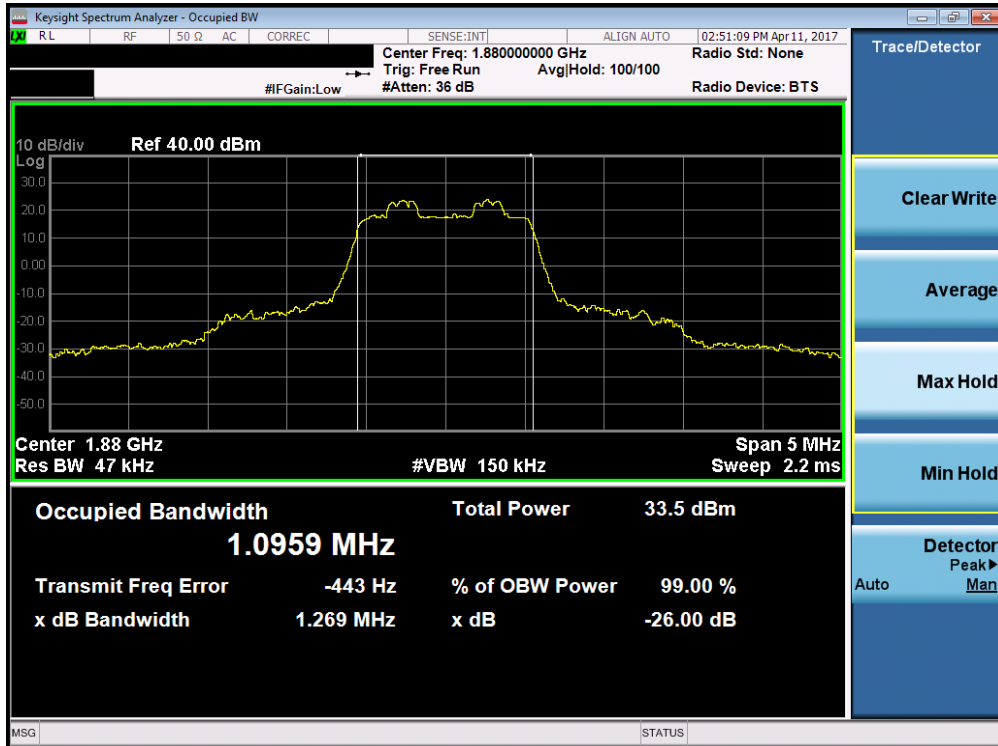 Keysight Spectrum Analyzer - Occupied BW
LXI RL RF 50 Ω AC CORREC SENSE:INT ALIGN AUTO 02:51:09 PM Apr 11, 2017
Center Freq: 1.880000000 GHz Radio Std: None
Trig: Free Run Avg|Hold: 100/100
#IFGain:Low #Atten: 36 dB Radio Device: BTS
Trace/Detector
10 dB/div Ref 40.00 dBm
Log
30.0
20.0
10.0
0.00
-10.0
-20.0
-30.0
-40.0
-50.0
Center 1.88 GHz Span 5 MHz
Res BW 47 kHz #VBW 150 kHz Sweep 2.2 ms
Occupied Bandwidth Total Power 33.5 dBm
1.0959 MHz
Transmit Freq Error -443 Hz % of OBW Power 99.00 %
x dB Bandwidth 1.269 MHz x dB -26.00 dB
Clear Write
Average
Max Hold
Min Hold
Detector
Peak▶
Auto Man
MSG STATUS